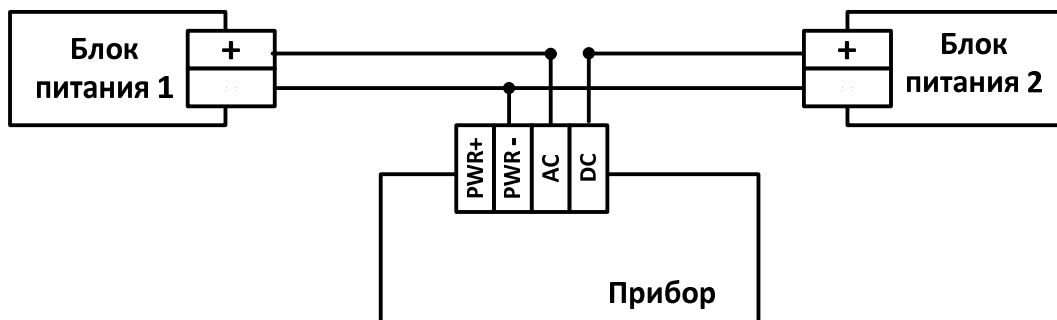 Блок
питания 1
+
+
Блок
питания 2
PWR+
PWR -
AC
DC
Прибор